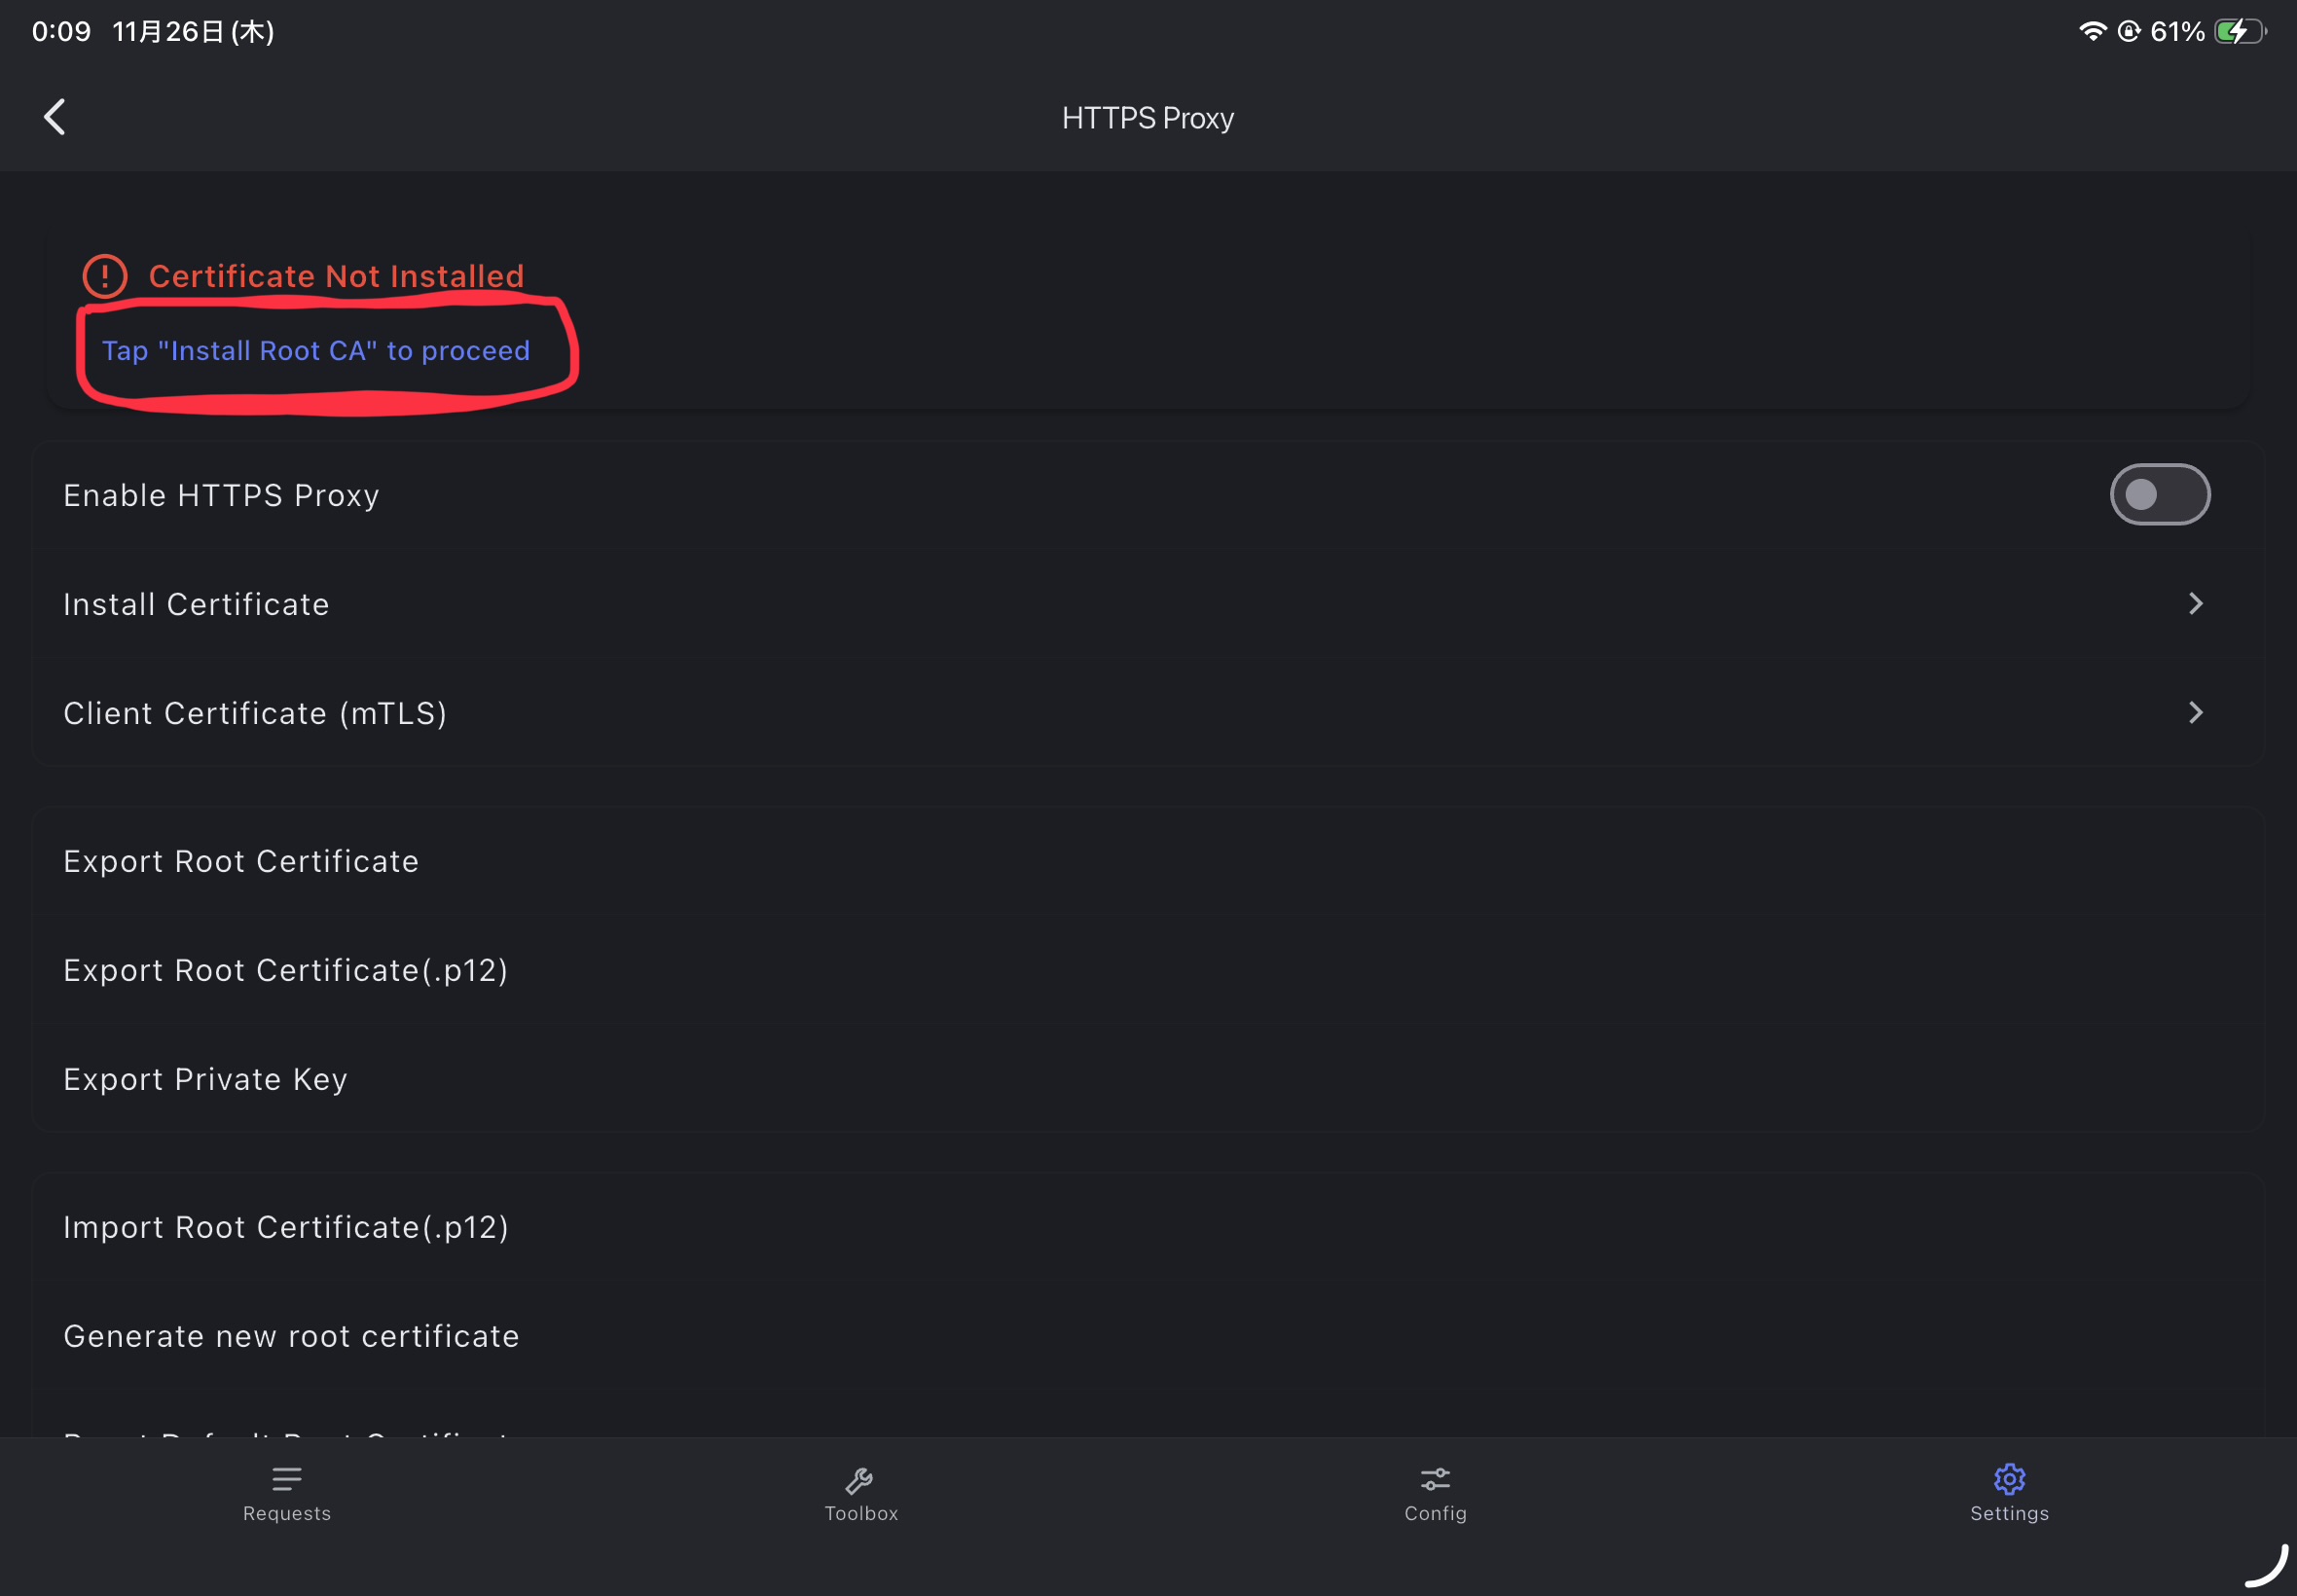 0:09 11月26日(木) 61%
HTTPS Proxy
Certificate Not Installed
Tap "Install Root CA" to proceed
Enable HTTPS Proxy
Install Certificate
Client Certificate (mTLS)
Export Root Certificate
Export Root Certificate(.p12)
Export Private Key
Import Root Certificate(.p12)
Generate new root certificate
Requests Toolbox Config Settings